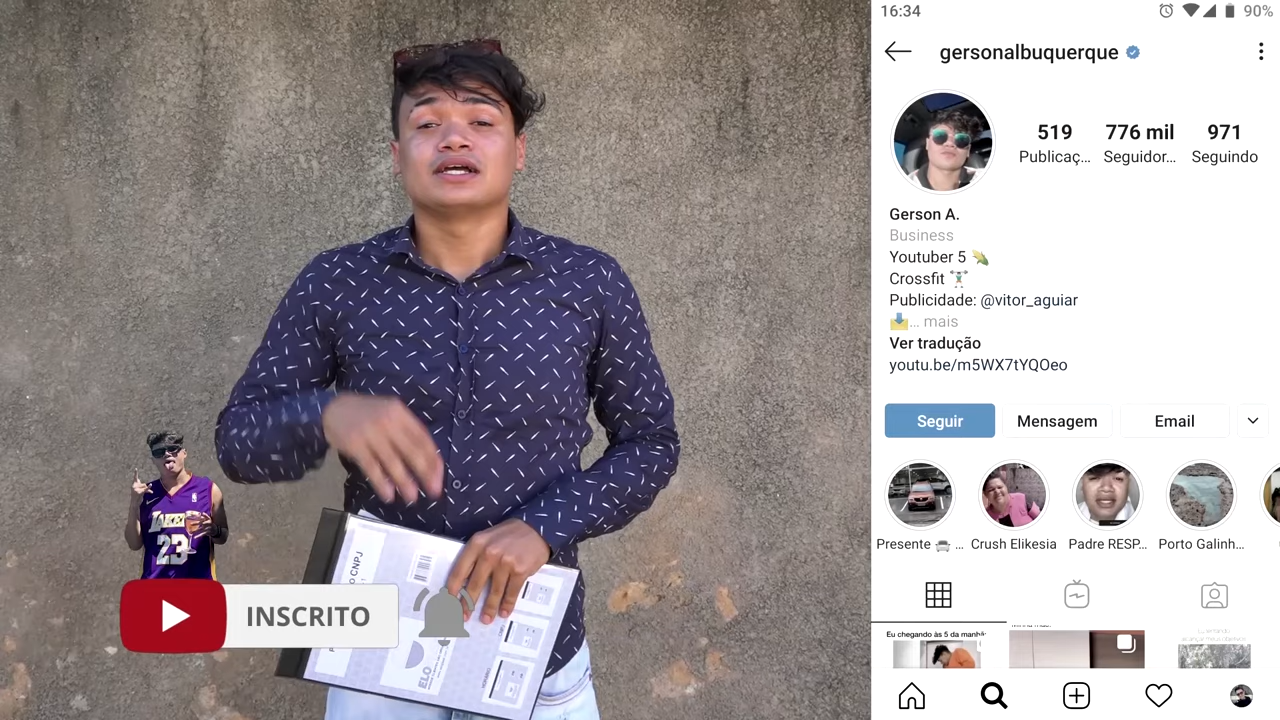 LAKERS
23
INSCRITO
O CNPJ
ELO
16:34
90%
gersonalbuquerque
519 776 mil 971
Publicaç... Seguidor... Seguindo
Gerson A.
Business
Youtuber 5 🌽
Crossfit 🏋
Publicidade: @vitor_aguiar
📩... mais
Ver tradução
youtu.be/m5WX7tYQOeo
Seguir Mensagem Email
Presente 🚘 ... Crush Elikesia Padre RESP... Porto Galinh...
Eu chegando às 5 da manhã: